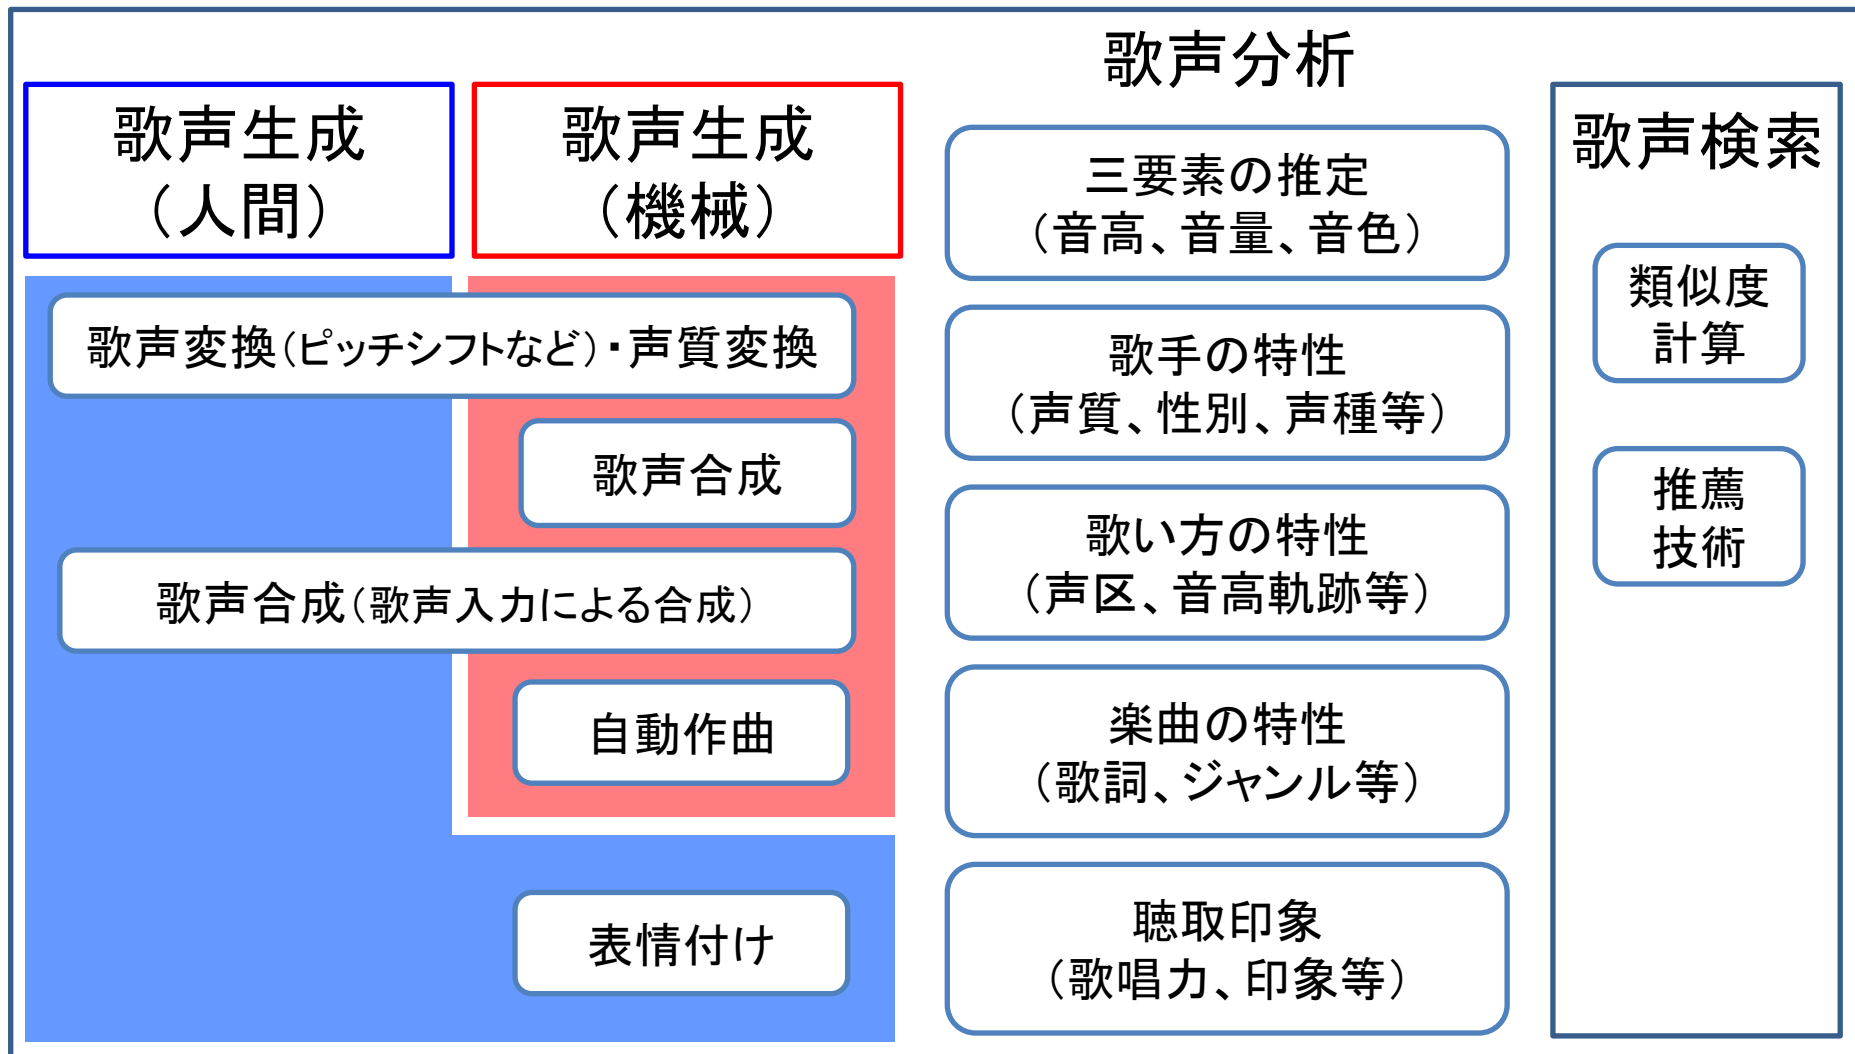 歌声生成
（人間）
歌声生成
（機械）
歌声変換（ピッチシフトなど）・声質変換
歌声合成
歌声合成（歌声入力による合成）
自動作曲
表情付け
歌声分析
三要素の推定
（音高、音量、音色）
歌手の特性
（声質、性別、声種等）
歌い方の特性
（声区、音高軌跡等）
楽曲の特性
（歌詞、ジャンル等）
聴取印象
（歌唱力、印象等）
歌声検索
類似度
計算
推薦
技術